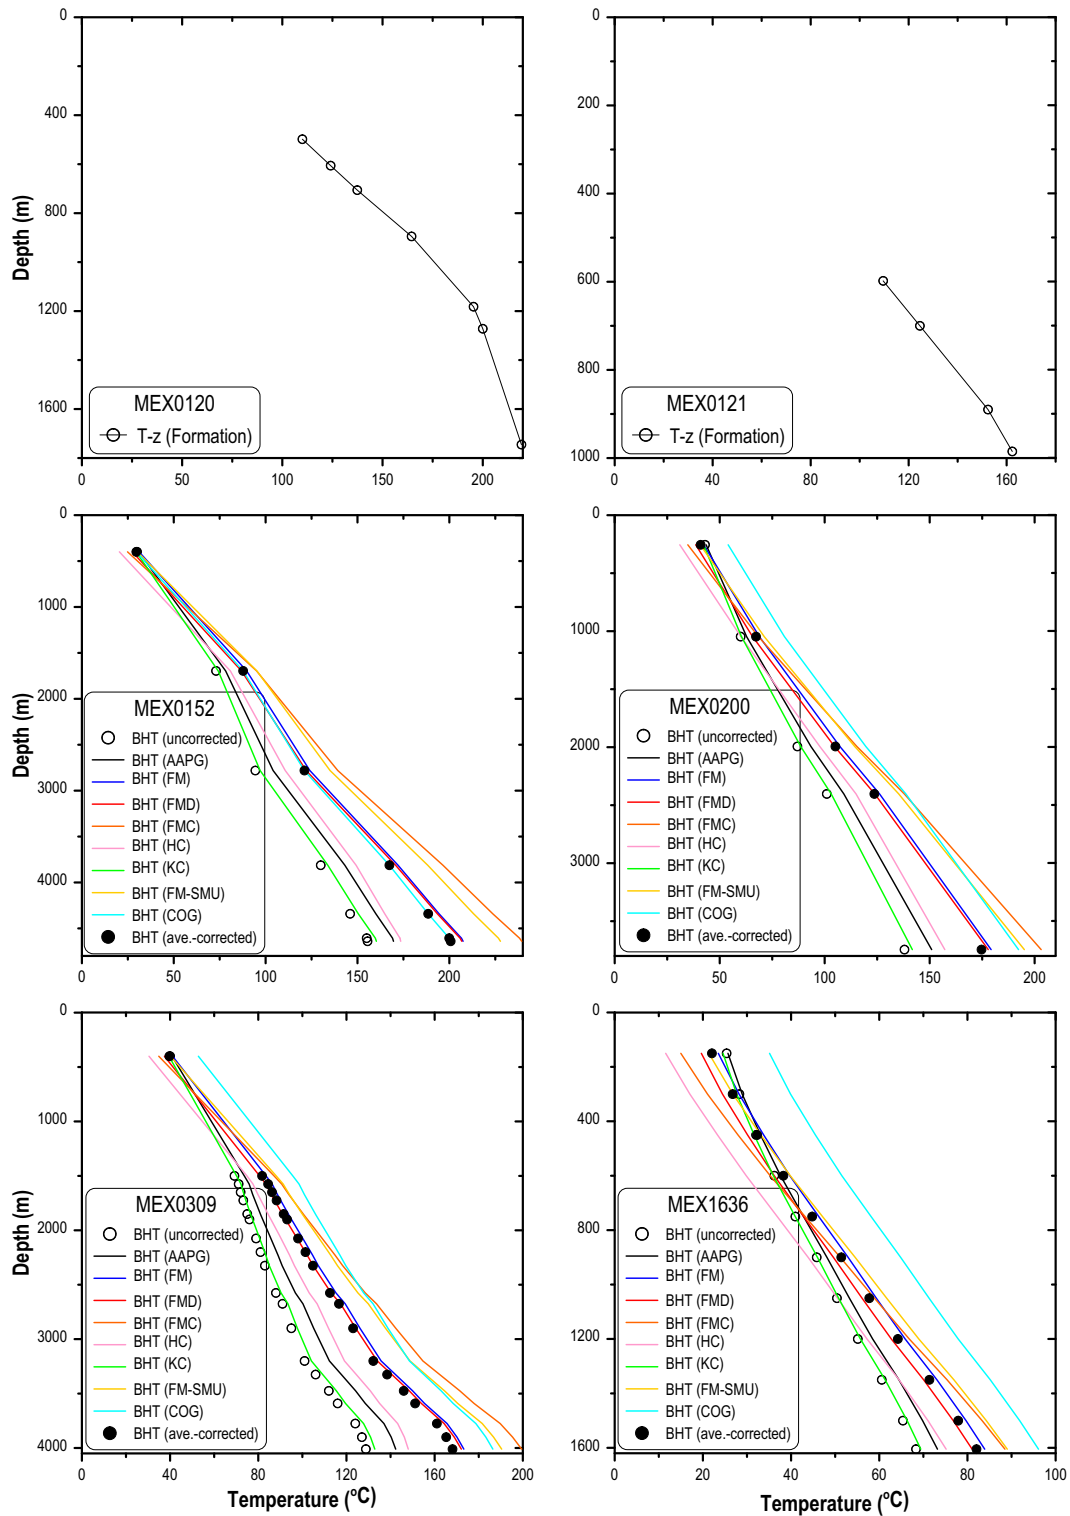 0
400
800
1200
1600
Depth (m)
MEX0120
T-z (Formation)
0
50
100
150
200
0
200
400
600
800
1000
MEX0121
T-z (Formation)
0
40
80
120
160
0
1000
2000
3000
4000
Depth (m)
MEX0152
BHT (uncorrected)
BHT (AAPG)
BHT (FM)
BHT (FMD)
BHT (FMC)
BHT (HC)
BHT (KC)
BHT (FM-SMU)
BHT (COG)
BHT (ave.-corrected)
0
50
100
150
200
0
1000
2000
3000
MEX0200
BHT (uncorrected)
BHT (AAPG)
BHT (FM)
BHT (FMD)
BHT (FMC)
BHT (HC)
BHT (KC)
BHT (FM-SMU)
BHT (COG)
BHT (ave.-corrected)
0
50
100
150
200
0
1000
2000
3000
4000
Depth (m)
MEX0309
BHT (uncorrected)
BHT (AAPG)
BHT (FM)
BHT (FMD)
BHT (FMC)
BHT (HC)
BHT (KC)
BHT (FM-SMU)
BHT (COG)
BHT (ave.-corrected)
0
40
80
120
160
200
Temperature (ºC)
0
400
800
1200
1600
MEX1636
BHT (uncorrected)
BHT (AAPG)
BHT (FM)
BHT (FMD)
BHT (FMC)
BHT (HC)
BHT (KC)
BHT (FM-SMU)
BHT (COG)
BHT (ave.-corrected)
0
20
40
60
80
100
Temperature (ºC)